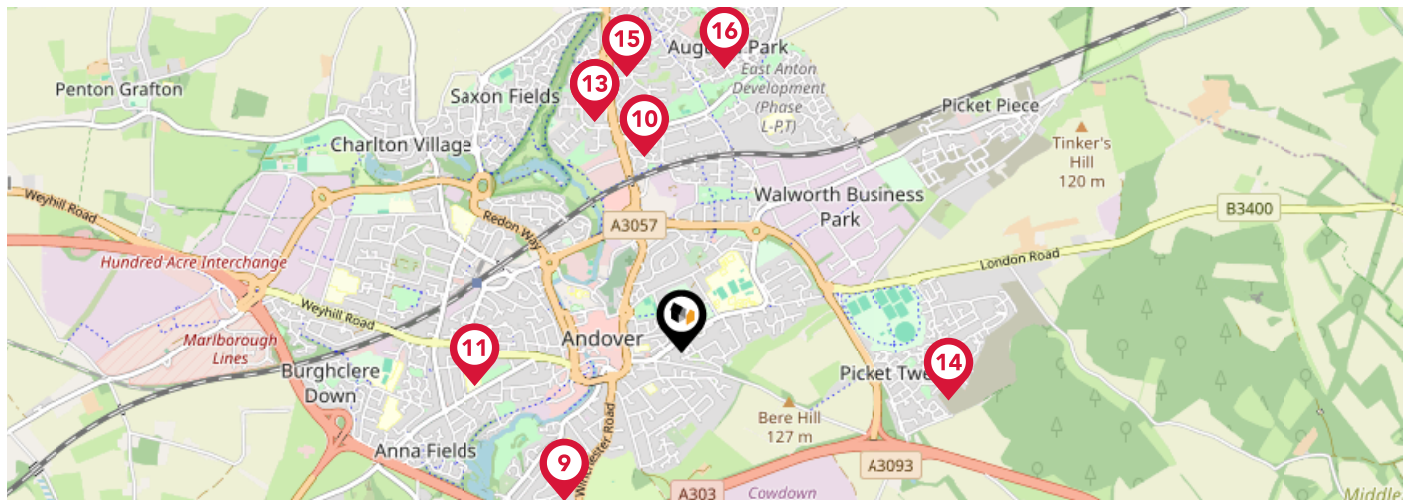 15
16
Augu Park
East Anton
Development
(Phase
L-P.T)
13
Penton Grafton
Saxon Fields
10
Picket Piece
Charlton Village
Tinker's
Hill
120 m
Weyhill Road
Walworth Business
Park
B3400
Redon Way
A3057
Hundred Acre Interchange
London Road
Weyhill Road
Marlborough
Lines
Andover
11
Burghclere
Down
14
Picket Twe
Bere Hill
127 m
Winchester Road
Anna Fields
9
A3093
A303
Cowdown
Middle